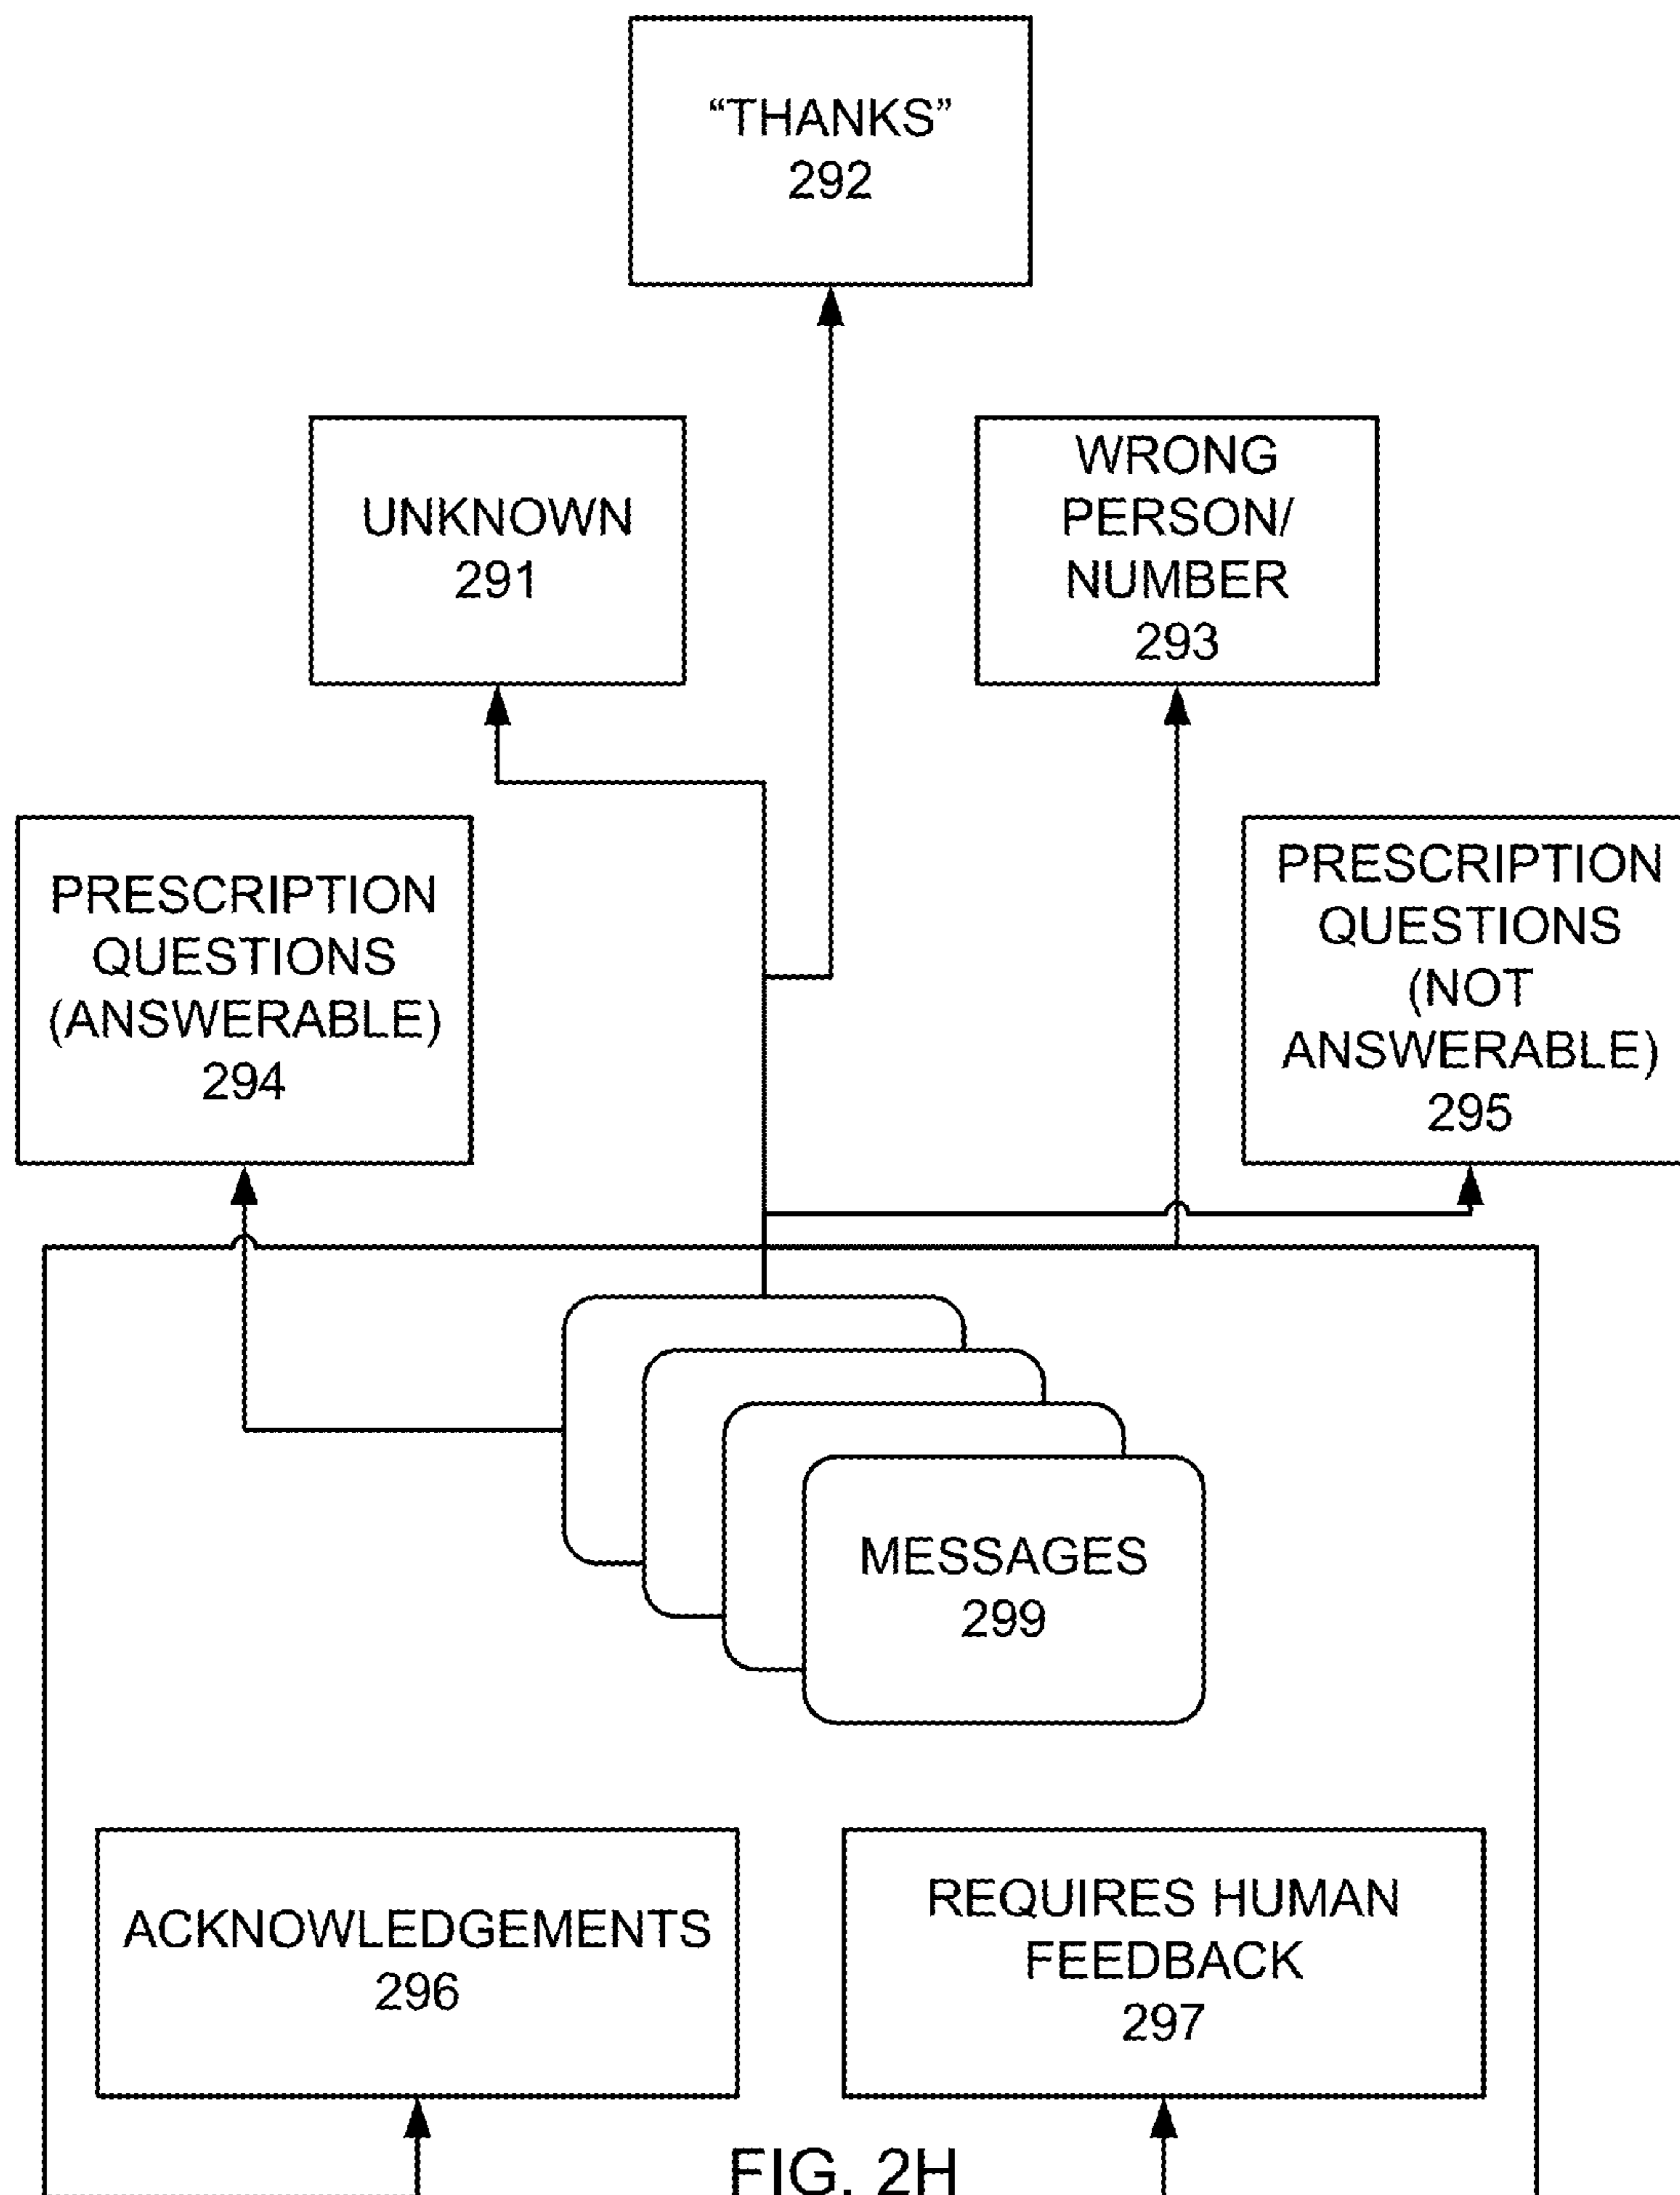 “THANKS”
292
UNKNOWN
291
WRONG
PERSON/
NUMBER
293
PRESCRIPTION
QUESTIONS
(ANSWERABLE)
294
PRESCRIPTION
QUESTIONS
(NOT
ANSWERABLE)
295
MESSAGES
299
ACKNOWLEDGEMENTS
296
REQUIRES HUMAN
FEEDBACK
297
FIG. 2H